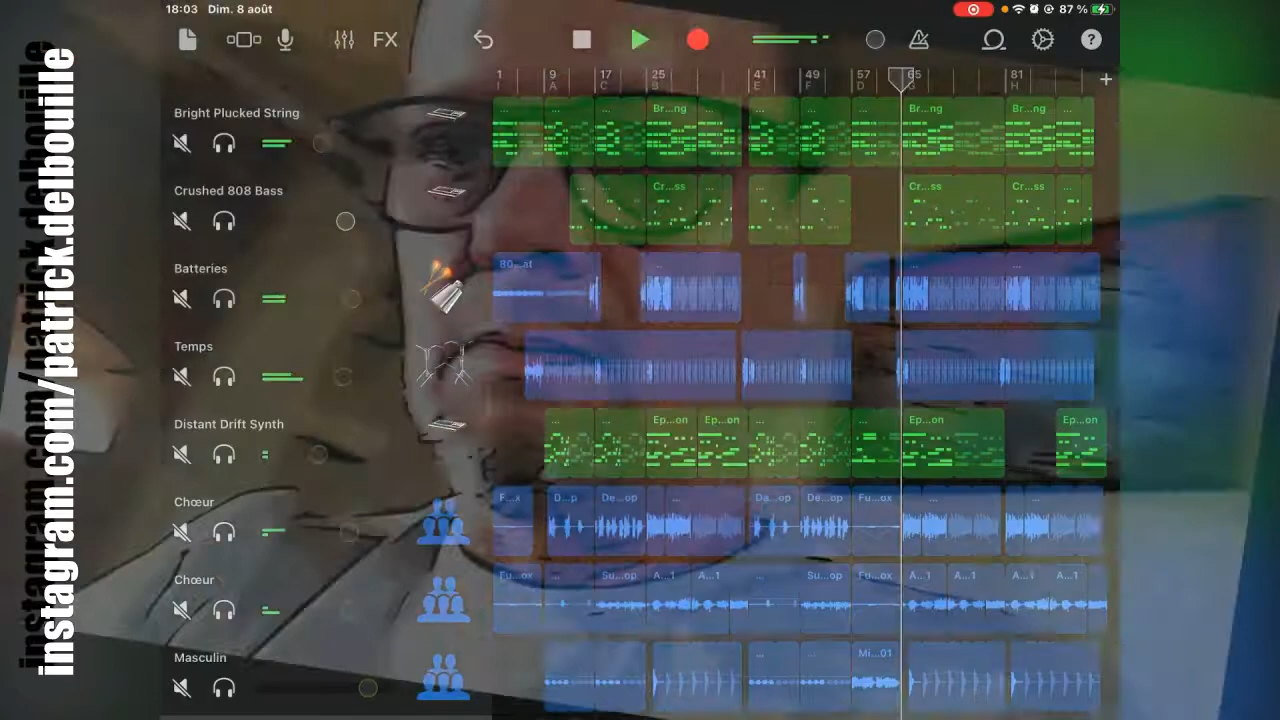 18:03 Dim. 8 août
87 %
FX
?
1 9 17 25 41 49 57 65 81
I A C B E F D G H
+
Bright Plucked String
... ... ... Br...ng ... ... ... ... Br...ng Br...ng ...
Crushed 808 Bass
... ... Cr...ss ... ... ... Cr...ss Cr...ss ...
Batteries
80...at ... ... ...
Temps
Distant Drift Synth
... ... Ep...on Ep...on ... ... ... Ep...on Ep...on
Chœur
F...x D...p De...op ... Da...op De...op Fu...ox ... ...
Chœur
Fu...ox ... Su...op A...1 A...1 ... Su...op Fu...ox A...1 A...1 A...1 A...1
Masculin
... ... Mi...01
instagram.com/patrick.delbouille